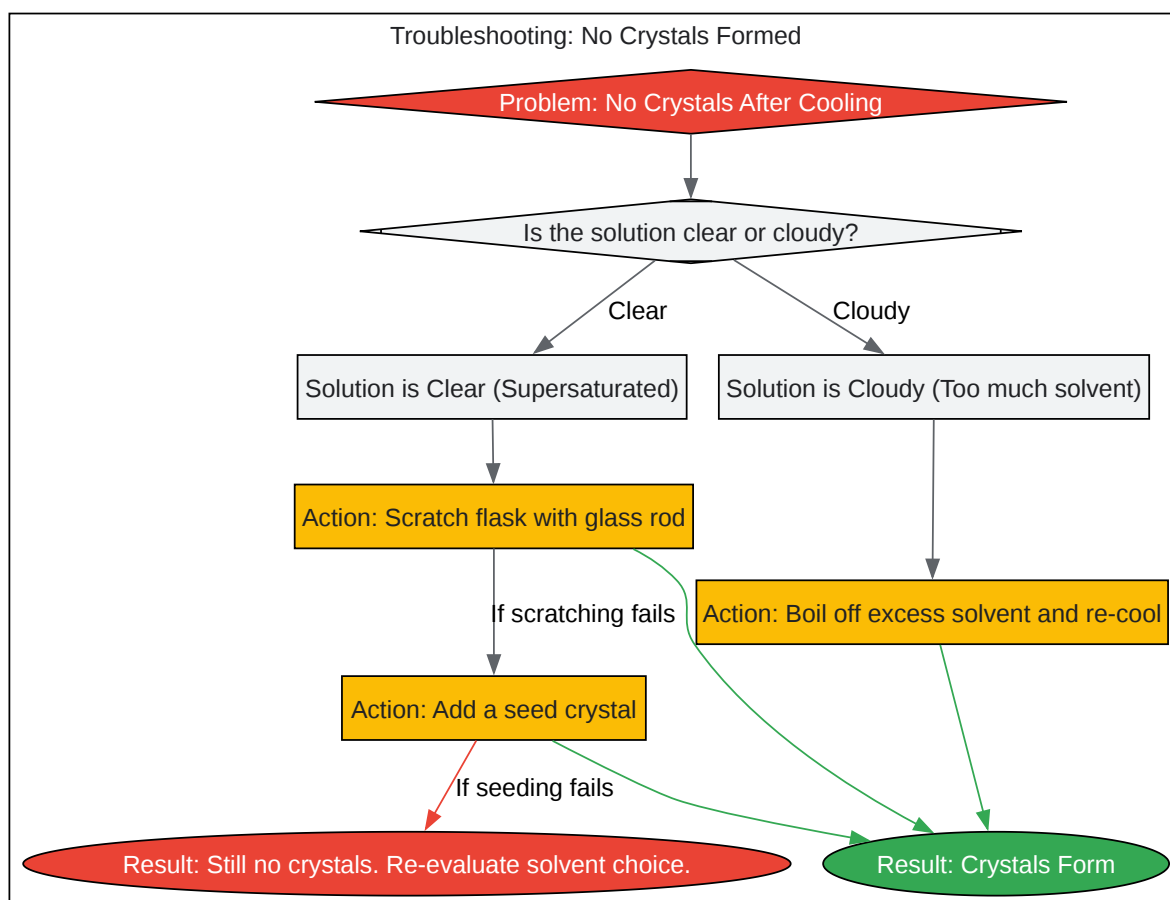 Troubleshooting: No Crystals Formed
Problem: No Crystals After Cooling
Is the solution clear or cloudy?
Clear
Cloudy
Solution is Clear (Supersaturated)
Solution is Cloudy (Too much solvent)
Action: Scratch flask with glass rod
If scratching fails
Action: Boil off excess solvent and re-cool
Action: Add a seed crystal
If seeding fails
Result: Still no crystals. Re-evaluate solvent choice.
Result: Crystals Form